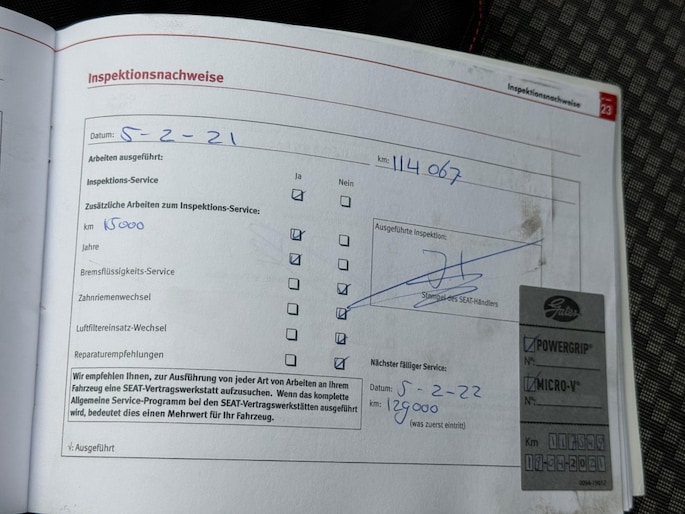 Inspektionsnachweise
Inspektionsnachweise
23
Datum: 5-2-21
km: 114 067
Arbeiten ausgeführt:
Ja Nein
Inspektions-Service
Zusätzliche Arbeiten zum Inspektions-Service:
km 15000
Jahre
Bremsflüssigkeits-Service
Zahnriemenwechsel
Luftfiltereinsatz-Wechsel
Reparaturempfehlungen
Ausgeführte Inspektion:
Stempel des SEAT-Händlers
Wir empfehlen Ihnen, zur Ausführung von jeder Art von Arbeiten an Ihrem
Fahrzeug eine SEAT-Vertragswerkstatt aufzusuchen. Wenn das komplette
Allgemeine Service-Programm bei den SEAT-Vertragswerkstätten ausgeführt
wird, bedeutet dies einen Mehrwert für Ihr Fahrzeug.
Nächster fälliger Service:
Datum: 5-2-22
km: 129000
(was zuerst eintritt)
√: Ausgeführt
Gates
POWERGRIP™
N°:
MICRO-V®
N°:
Km